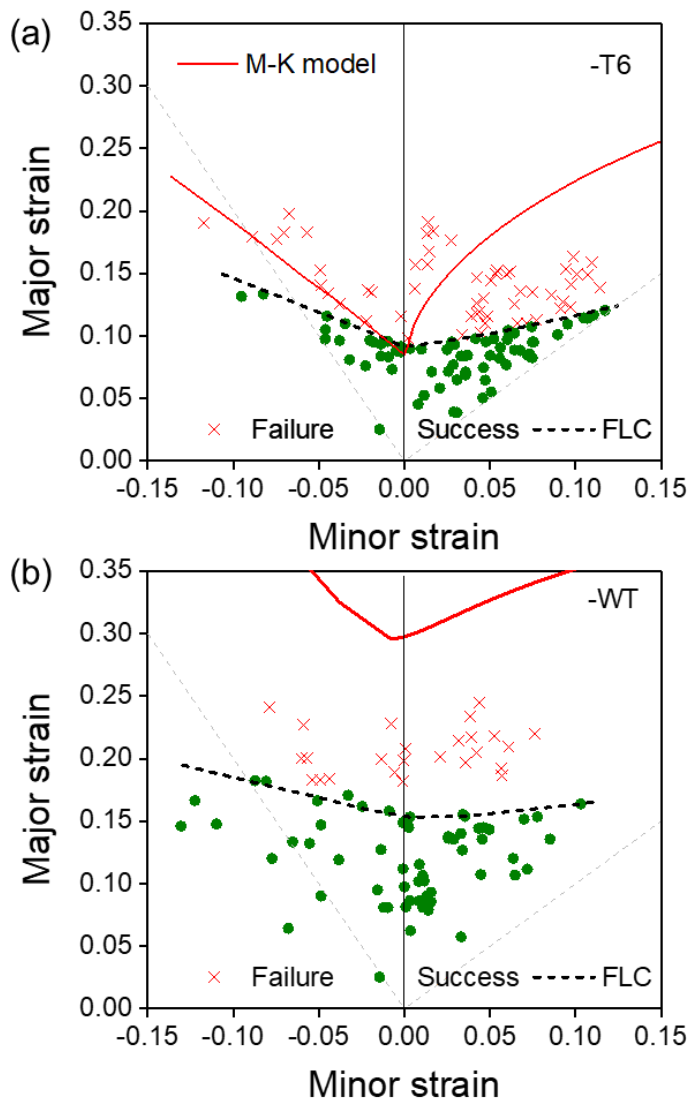 (a)
0.35
0.30
0.25
0.20
0.15
0.10
0.05
0.00
Major strain
M-K model
-T6
Failure
Success
FLC
-0.15 -0.10 -0.05 0.00 0.05 0.10 0.15
Minor strain
(b)
0.35
0.30
0.25
0.20
0.15
0.10
0.05
0.00
Major strain
-WT
Failure
Success
FLC
-0.15 -0.10 -0.05 0.00 0.05 0.10 0.15
Minor strain